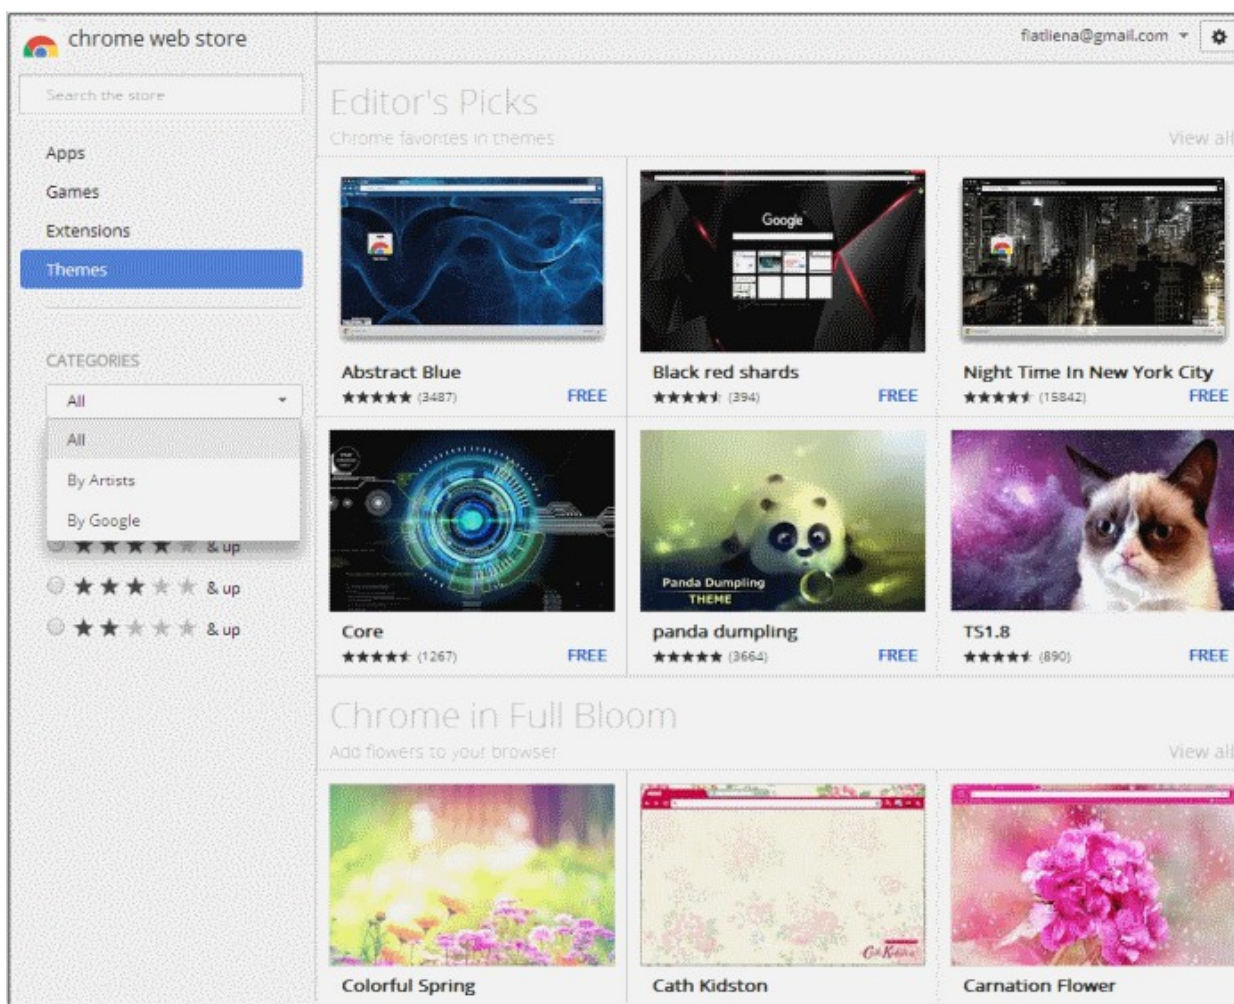 chrome web store
fiatliena@gmail.com
Search the store
Apps
Games
Extensions
Themes
CATEGORIES
All
All
By Artists
By Google
& up
& up
& up
Editor's Picks
Chrome favorites in themes
View all
Google
Abstract Blue
(3487)
FREE
Black red shards
(394)
FREE
Night Time In New York City
(15842)
FREE
Panda Dumpling
THEME
Core
(1267)
FREE
panda dumpling
(3664)
FREE
TS1.8
(890)
FREE
Chrome in Full Bloom
Add flowers to your browser
View all
Cath Kidston
Colorful Spring
Cath Kidston
Carnation Flower